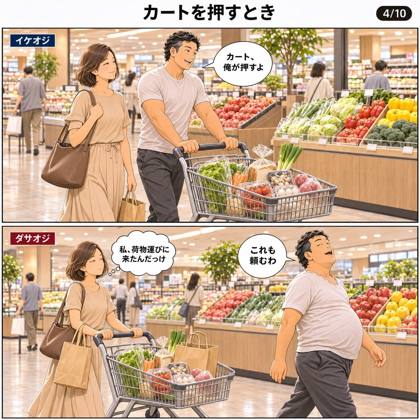 カートを押すとき
4/10
イケオジ
カート、
俺が押すよ
ダサオジ
私、荷物運びに
来たんだっけ
これも
頼むわ